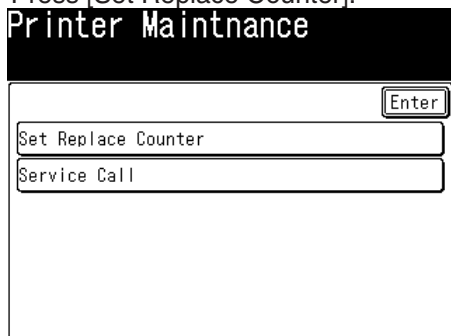 Press [Set Replace Counter].
Printer Maintnance
Enter
Set Replace Counter
Service Call